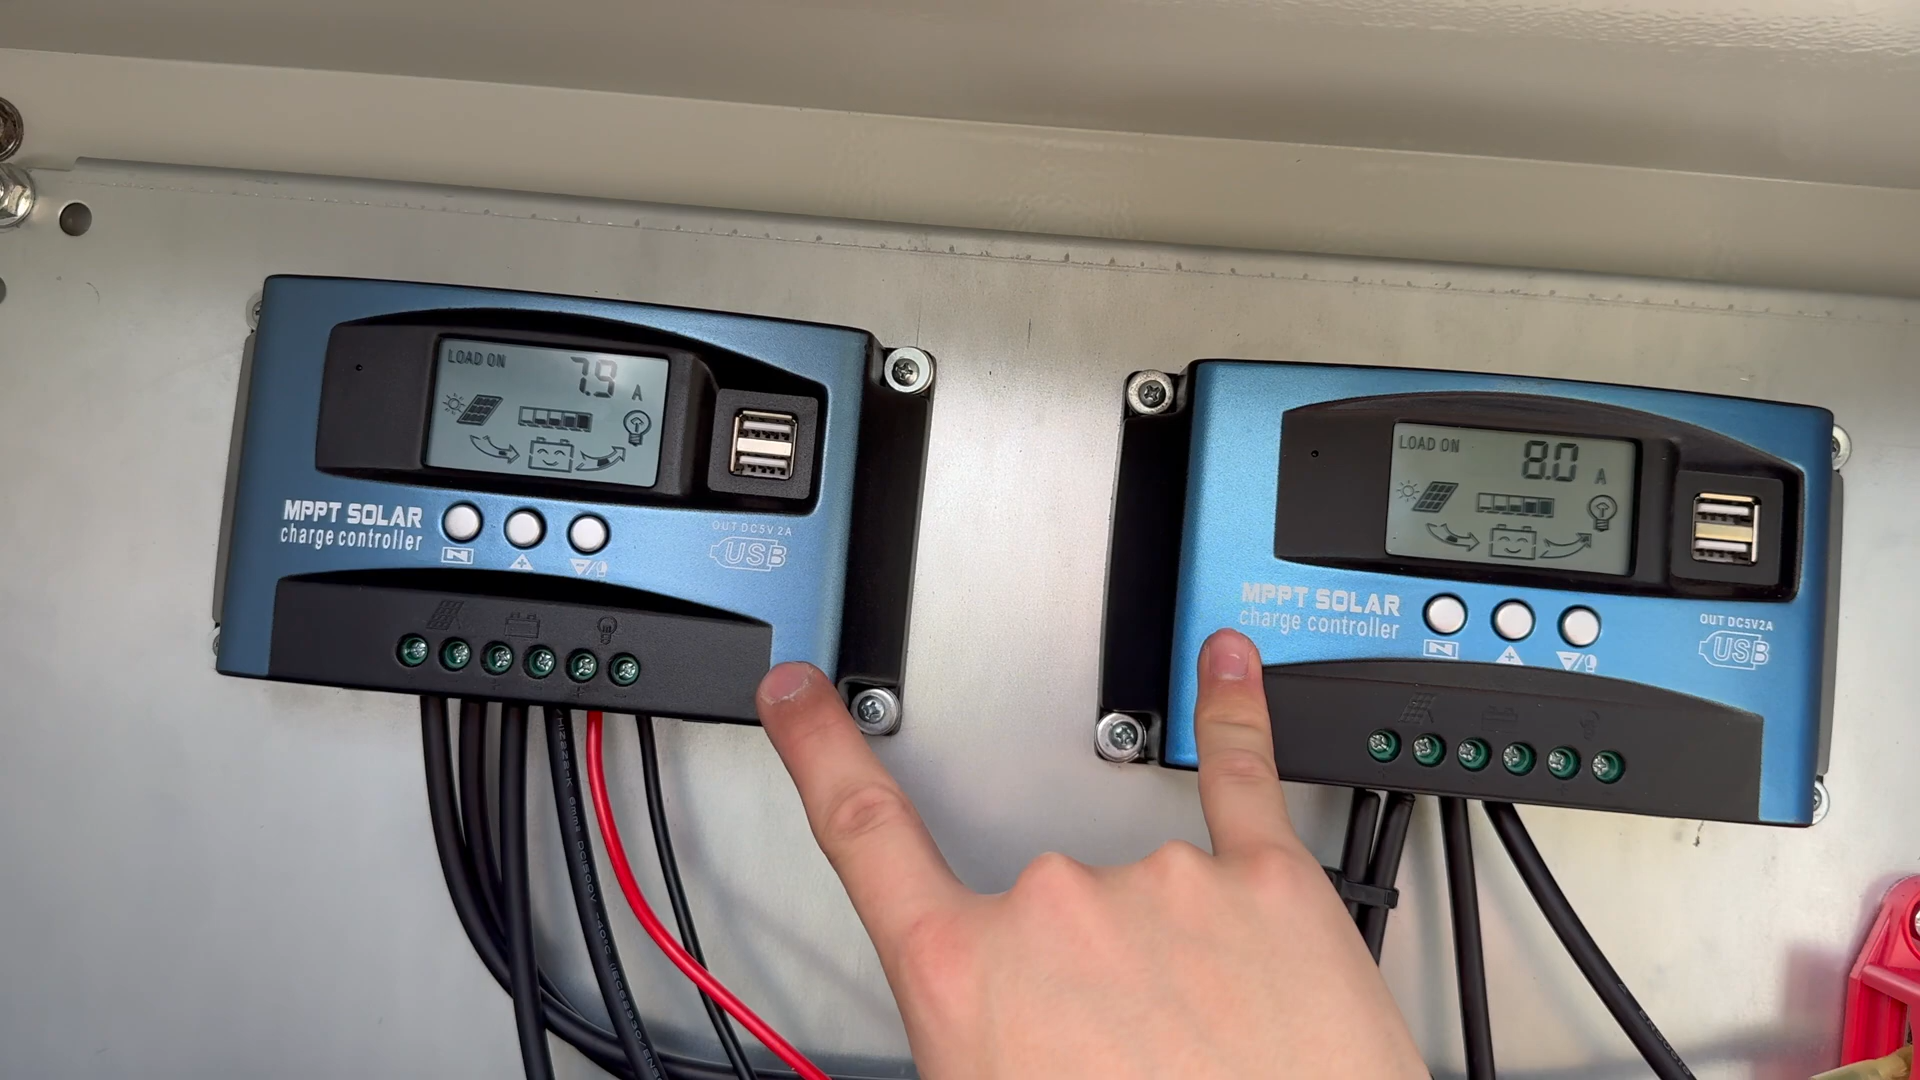 LOAD ON
7.9 A
MPPT SOLAR
charge controller
OUT DC5V 2A
USB
LOAD ON
8.0 A
MPPT SOLAR
charge controller
OUT DC5V2A
USB